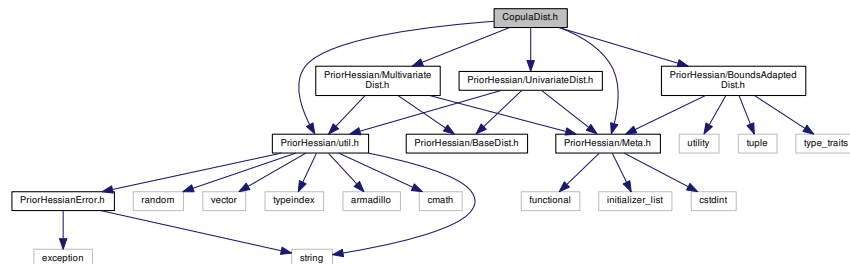 CopulaDist.h
PriorHessian/Multivariate
Dist.h
PriorHessian/UnivariateDist.h
PriorHessian/BoundsAdapted
Dist.h
PriorHessian/util.h
PriorHessian/BaseDist.h
PriorHessian/Meta.h
utility
tuple
type_traits
PriorHessianError.h
random
vector
typeindex
armadillo
cmath
functional
initializer_list
cstdint
exception
string